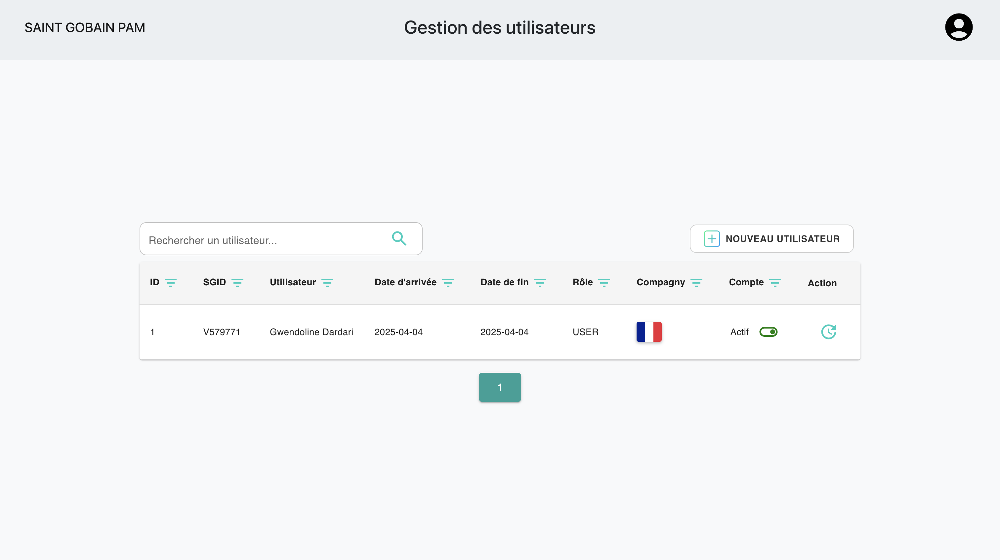 SAINT GOBAIN PAM
Gestion des utilisateurs
Rechercher un utilisateur...
NOUVEAU UTILISATEUR
ID SGID Utilisateur Date d'arrivée Date de fin Rôle Compagny Compte Action
1 V579771 Gwendoline Dardari 2025-04-04 2025-04-04 USER Actif
1